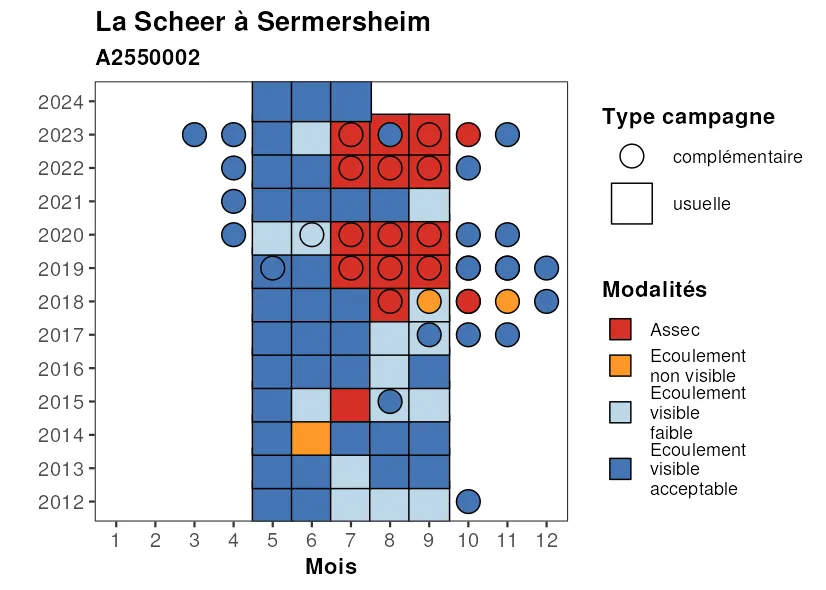 La Scheer à Sermersheim
A2550002
2024
2023
2022
2021
2020
2019
2018
2017
2016
2015
2014
2013
2012
1 2 3 4 5 6 7 8 9 10 11 12
Mois
Type campagne
complémentaire
usuelle
Modalités
Assec
Ecoulement
non visible
Ecoulement
visible
faible
Ecoulement
visible
acceptable